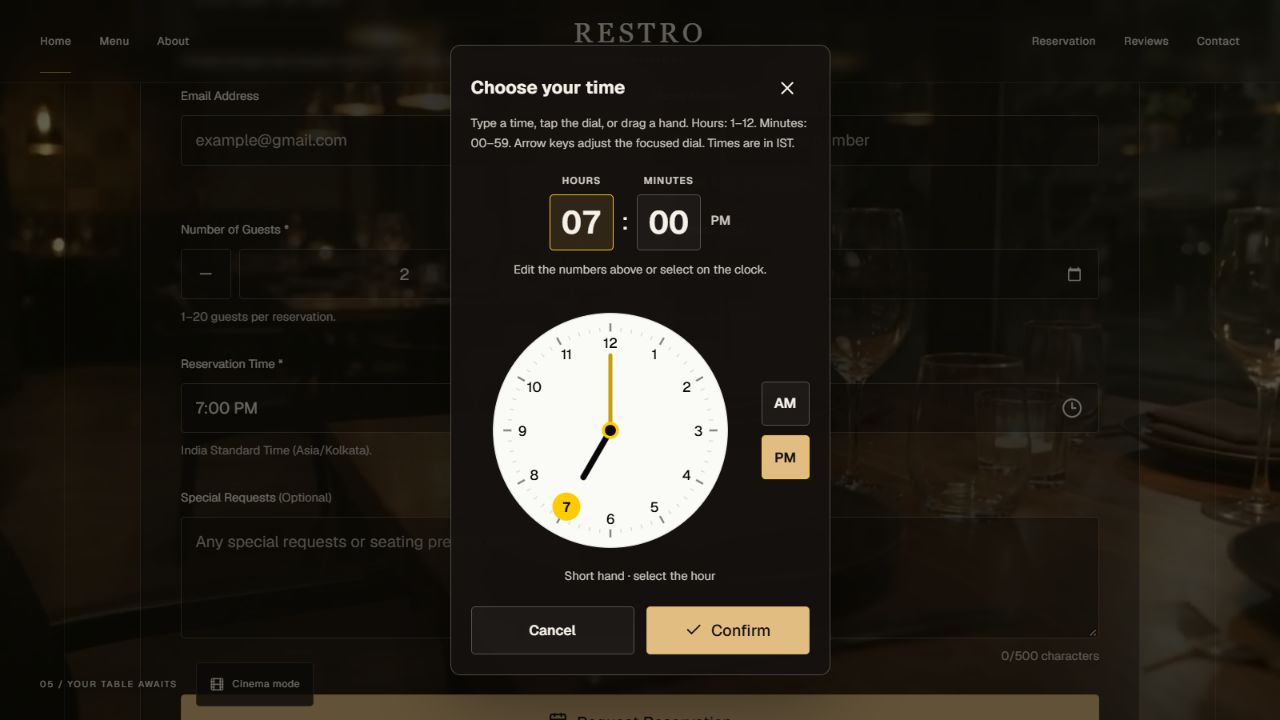 RESTRO
Home
Menu
About
Reservation
Reviews
Contact
Choose your time
Type a time, tap the dial, or drag a hand. Hours: 1–12. Minutes:
00–59. Arrow keys adjust the focused dial. Times are in IST.
HOURS
MINUTES
07 : 00 PM
Edit the numbers above or select on the clock.
12
1
2
3
4
5
6
7
8
9
10
11
AM
PM
Short hand · select the hour
Cancel
Confirm
Email Address
example@gmail.com
mber
Number of Guests *
−
2
1–20 guests per reservation.
Reservation Time *
7:00 PM
India Standard Time (Asia/Kolkata).
Special Requests (Optional)
Any special requests or seating pre
0/500 characters
05 / YOUR TABLE AWAITS
Cinema mode
Request Reservation